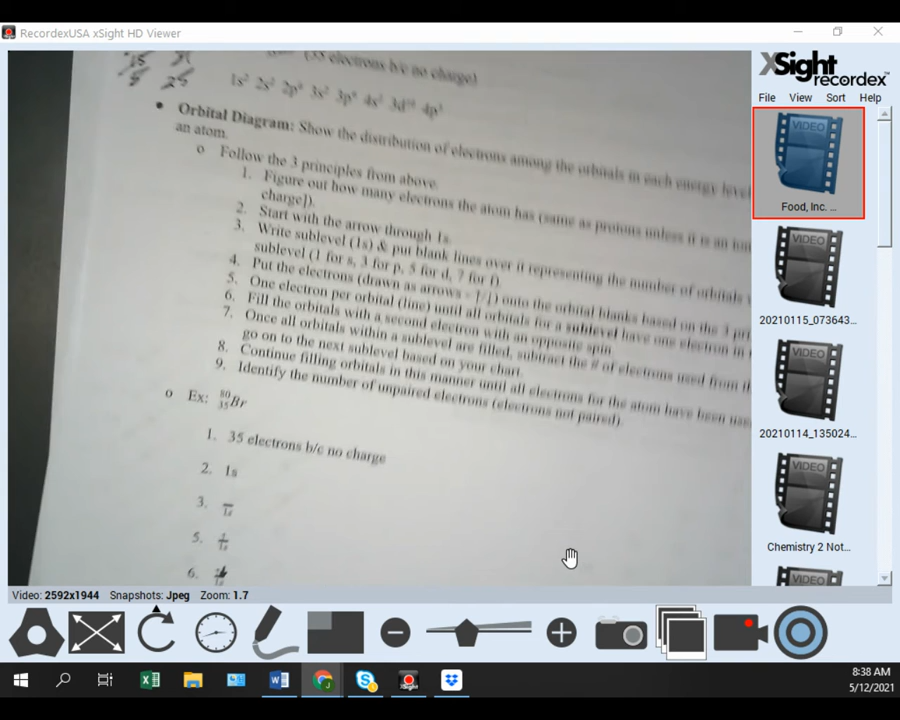 RecordexUSA xSight HD Viewer
(35 electrons b/c no charge)
1s² 2s² 2p⁶ 3s² 3p⁶ 4s² 3d¹⁰ 4p⁵
• Orbital Diagram: Show the distribution of electrons among the orbitals in each energy level
an atom.
o Follow the 3 principles from above.
1. Figure out how many electrons the atom has (same as protons unless it is an ion
charge]).
2. Start with the arrow through 1s.
3. Write sublevel (1s) & put blank lines over it representing the number of orbitals
sublevel (1 for s, 3 for p, 5 for d, 7 for f).
4. Put the electrons (drawn as arrows - ) onto the orbital blanks based on the 3
5. One electron per orbital (line) until all orbitals for a sublevel have one electron in
6. Fill the orbitals with a second electron with an opposite spin.
7. Once all orbitals within a sublevel are filled, subtract the # of electrons used from
go on to the next sublevel based on your chart.
8. Continue filling orbitals in this manner until all electrons for the atom have been
9. Identify the number of unpaired electrons (electrons not paired).
o Ex: ⁸⁰₃₅Br
1. 35 electrons b/c no charge
2. 1s
3. 1s
5. 1s
6. 1s
XSight
recordex
File View Sort Help
VIDEO
Food, Inc. ...
VIDEO
20210115_073643...
VIDEO
20210114_135024...
VIDEO
Chemistry 2 Not...
VIDEO
Video: 2592x1944 Snapshots: Jpeg Zoom: 1.7
8:38 AM
5/12/2021